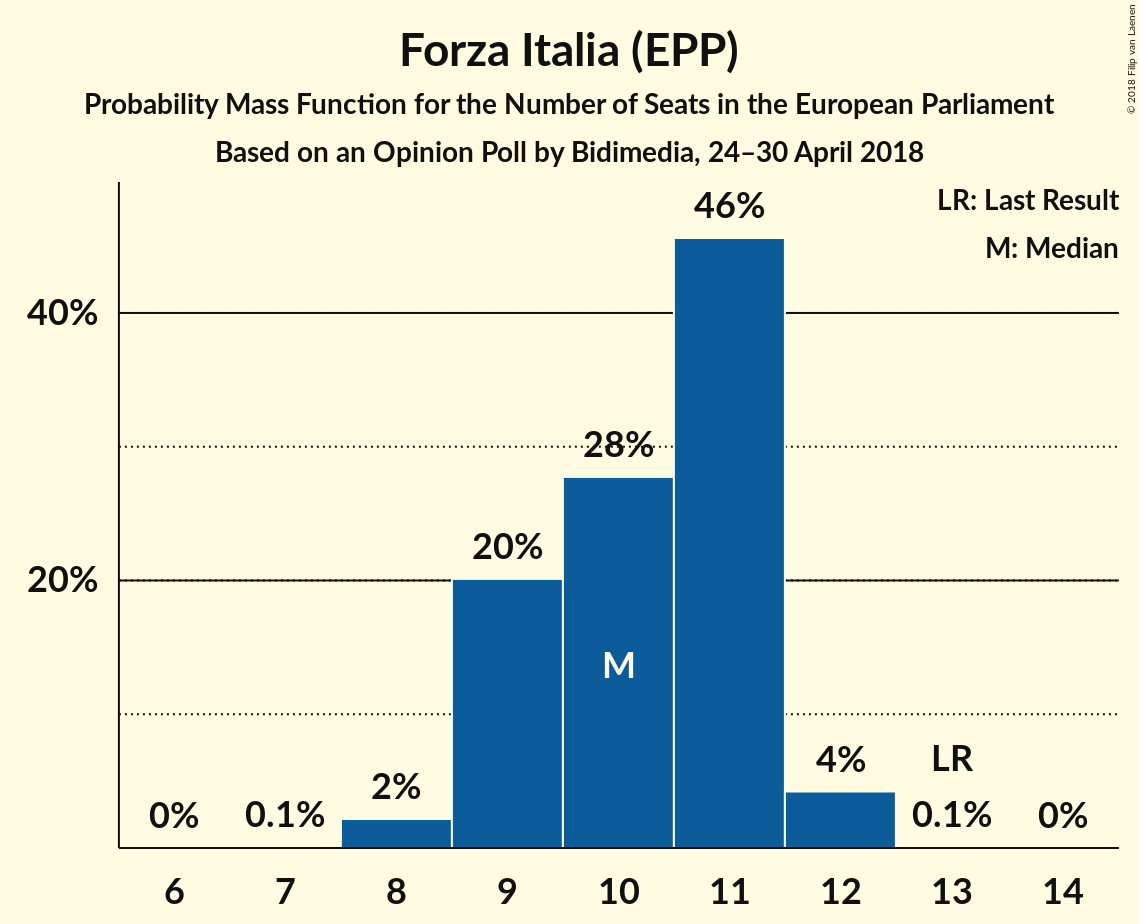 Forza Italia (EPP)
Probability Mass Function for the Number of Seats in the European Parliament
Based on an Opinion Poll by Bidimedia, 24–30 April 2018
© 2018 Filip van Laenen
LR: Last Result
M: Median
46%
40%
28%
20%
20%
M
4%
LR
2%
0%
0.1%
0.1%
0%
6 7 8 9 10 11 12 13 14